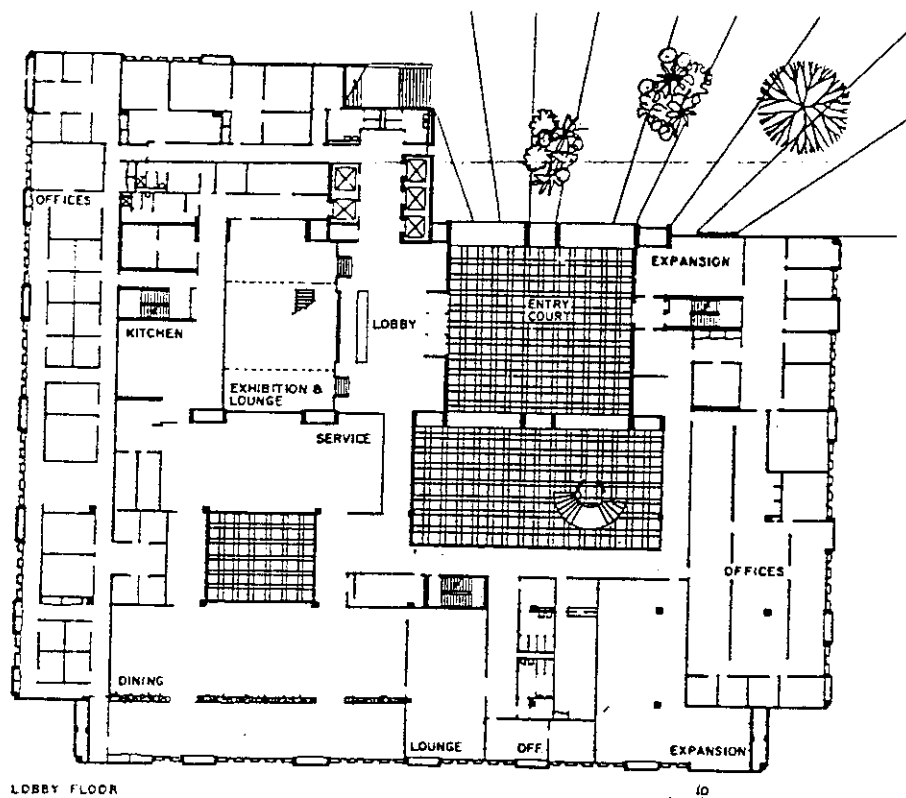 OFFICES
EXPANSION
ENTRY
COURT
LOBBY
KITCHEN
EXHIBITION &
LOUNGE
SERVICE
OFFICES
DINING
LOUNGE
OFF.
EXPANSION
LOBBY FLOOR
10